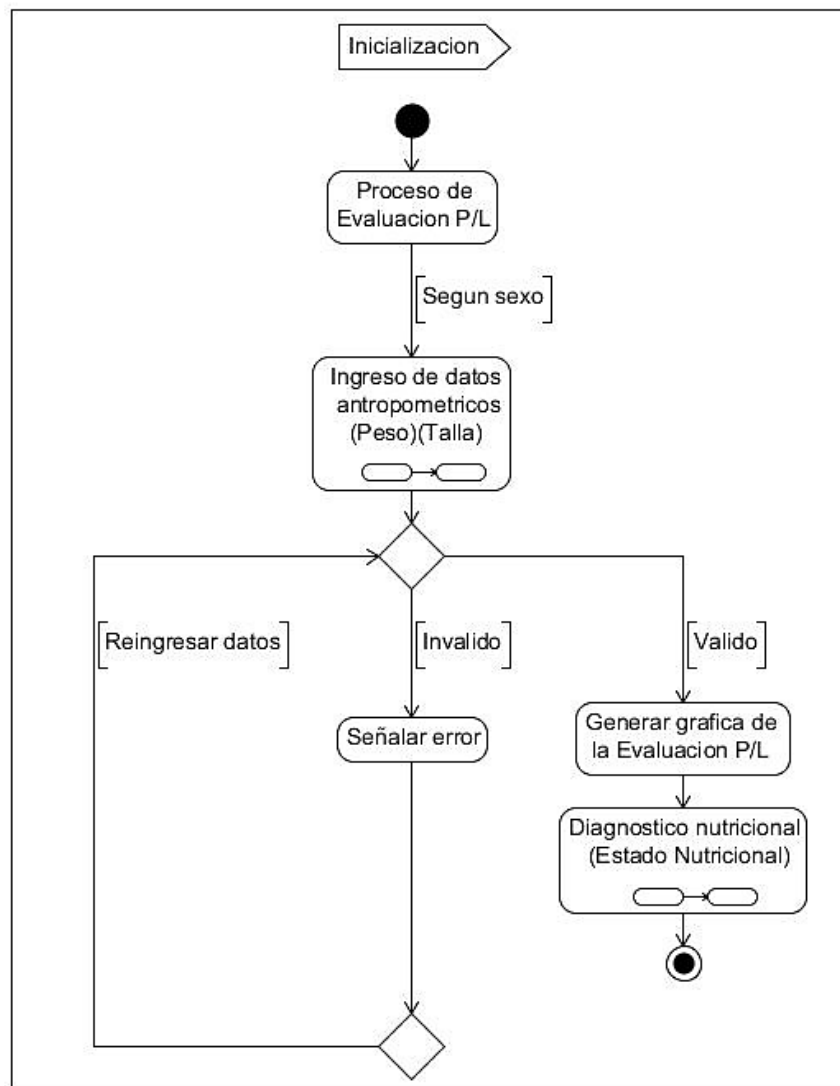 Inicializacion
Proceso de
Evaluacion P/L
[Segun sexo]
Ingreso de datos
antropometricos
(Peso)(Talla)
[Reingresar datos]
[Invalido]
[Valido]
Señalar error
Generar grafica de
la Evaluacion P/L
Diagnostico nutricional
(Estado Nutricional)